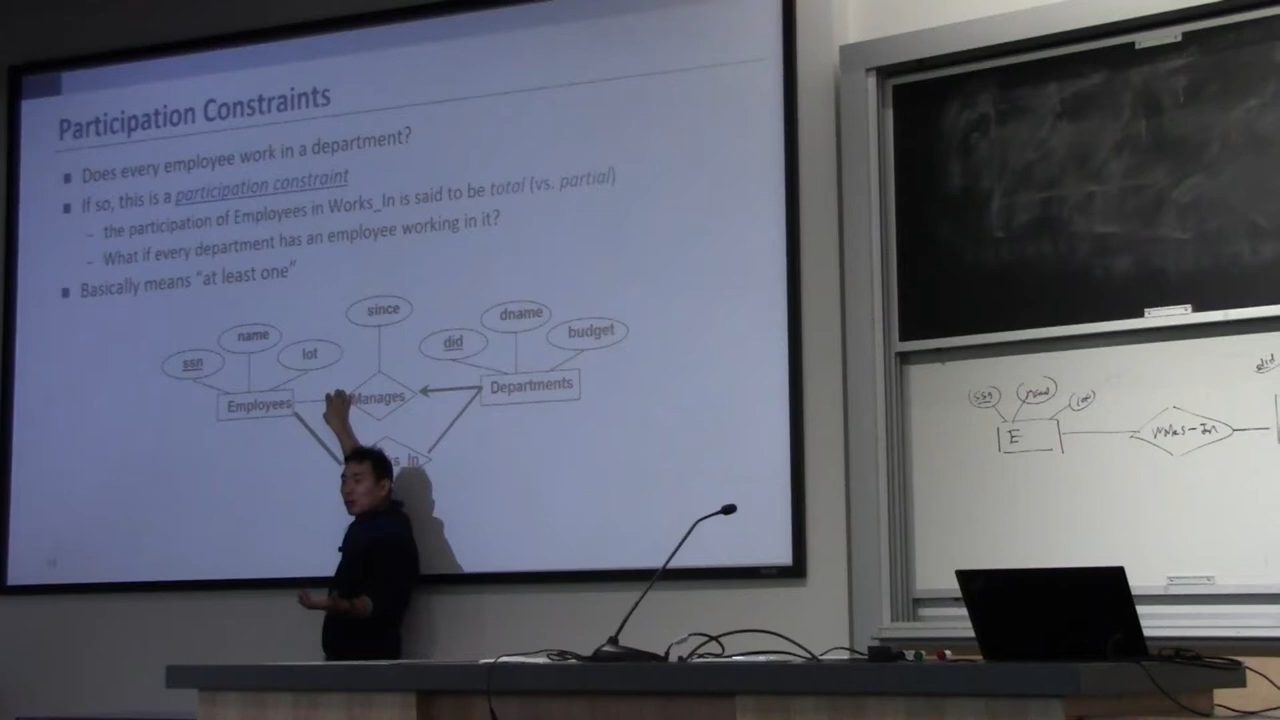 Participation Constraints
Does every employee work in a department?
If so, this is a participation constraint
– the participation of Employees in Works_In is said to be total (vs. partial)
– What if every department has an employee working in it?
Basically means “at least one”
since
dname
name
did
budget
ssn
lot
Employees
Manages
Departments
s_In
did
ssn
lot
E
Works-In